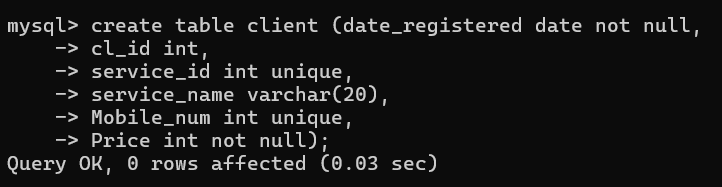 mysql> create table client (date_registered date not null,
    -> cl_id int,
    -> service_id int unique,
    -> service_name varchar(20),
    -> Mobile_num int unique,
    -> Price int not null);
Query OK, 0 rows affected (0.03 sec)